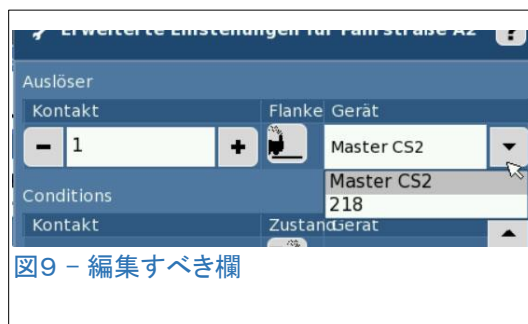 Erweiterte Einstellungen für Fahrstraße A2 ?
Auslöser
Kontakt Flanke Gerät
− 1 + Master CS2
Master CS2
218
Conditions
Kontakt Zustand Gerät
図9 − 編集すべき欄